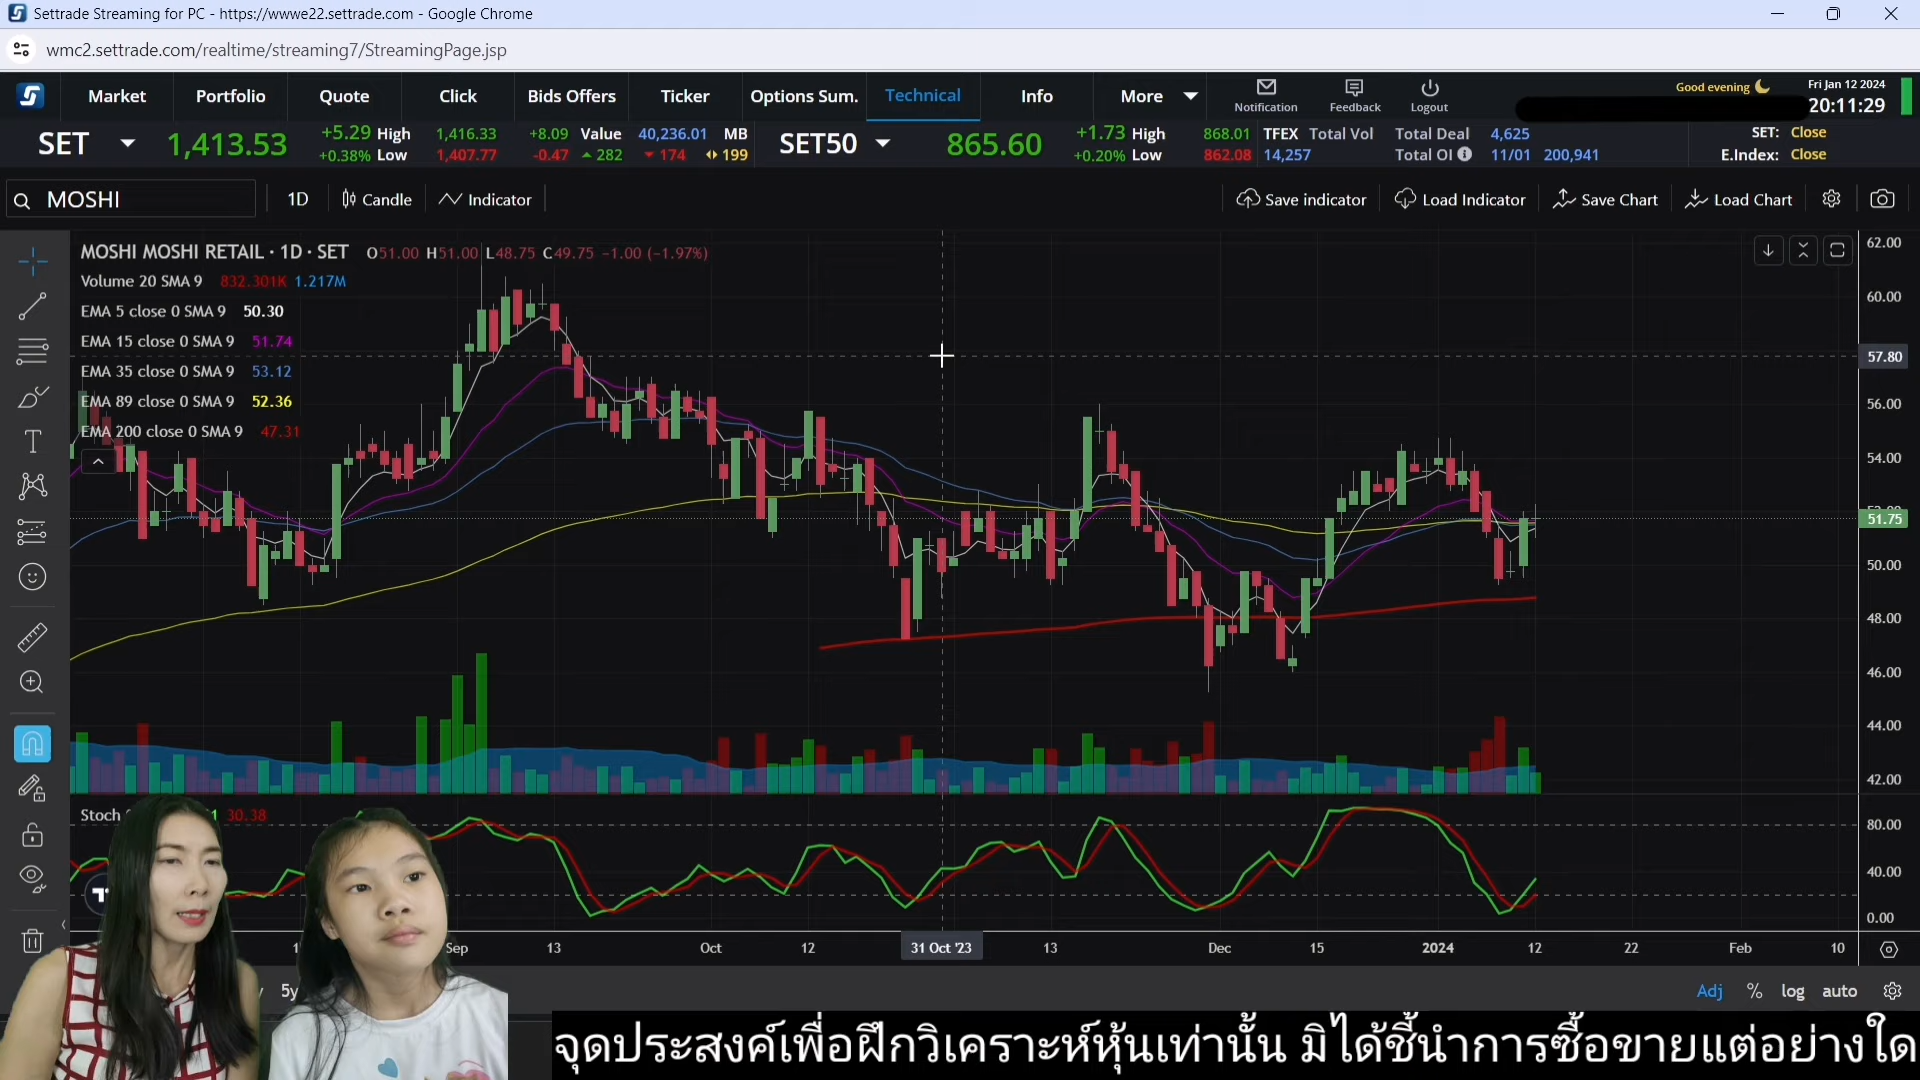 Settrade Streaming for PC - https://wwwe22.settrade.com - Google Chrome
wmc2.settrade.com/realtime/streaming7/StreamingPage.jsp
Market Portfolio Quote Click Bids Offers Ticker Options Sum. Technical Info More Notification Feedback Logout Good evening Fri Jan 12 2024
20:11:29
SET 1,413.53 +5.29 High 1,416.33 +8.09 Value 40,236.01 MB SET50 865.60 +1.73 High 868.01 TFEX Total Vol Total Deal 4,625 SET: Close
+0.38% Low 1,407.77 -0.47 282 174 199 +0.20% Low 862.08 14,257 Total OI 11/01 200,941 E.Index: Close
MOSHI 1D Candle Indicator Save indicator Load Indicator Save Chart Load Chart
MOSHI MOSHI RETAIL · 1D · SET O51.00 H51.00 L48.75 C49.75 -1.00 (-1.97%)
Volume 20 SMA 9 832.301K 1.217M
EMA 5 close 0 SMA 9 50.30
EMA 15 close 0 SMA 9 51.74
EMA 35 close 0 SMA 9 53.12
EMA 89 close 0 SMA 9 52.36
EMA 200 close 0 SMA 9 47.31
62.00
60.00
57.80
56.00
54.00
51.75
50.00
48.00
46.00
44.00
42.00
Stoch 30.38
80.00
40.00
0.00
Sep 13 Oct 12 31 Oct '23 13 Dec 15 2024 12 22 Feb 10
5y Adj % log auto
จุดประสงค์เพื่อฝึกวิเคราะห์หุ้นเท่านั้น มิได้ชี้นำการซื้อขายแต่อย่างใด